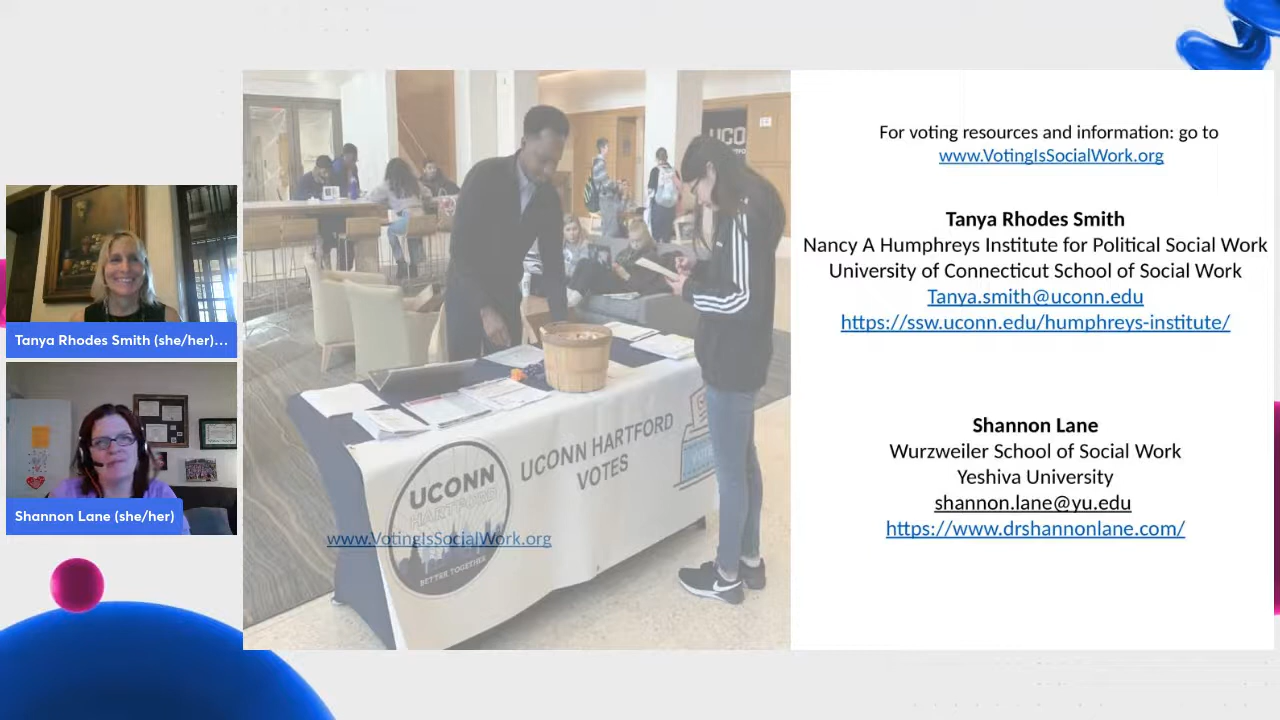 For voting resources and information: go to
www.VotingIsSocialWork.org
Tanya Rhodes Smith
Nancy A Humphreys Institute for Political Social Work
University of Connecticut School of Social Work
Tanya.smith@uconn.edu
https://ssw.uconn.edu/humphreys-institute/
Shannon Lane
Wurzweiler School of Social Work
Yeshiva University
shannon.lane@yu.edu
https://www.drshannonlane.com/
Tanya Rhodes Smith (she/her)...
Shannon Lane (she/her)
UCO
UCONN HARTFORD
VOTES
UCONN
HARTFORD
BETTER TOGETHER
www.VotingIsSocialWork.org